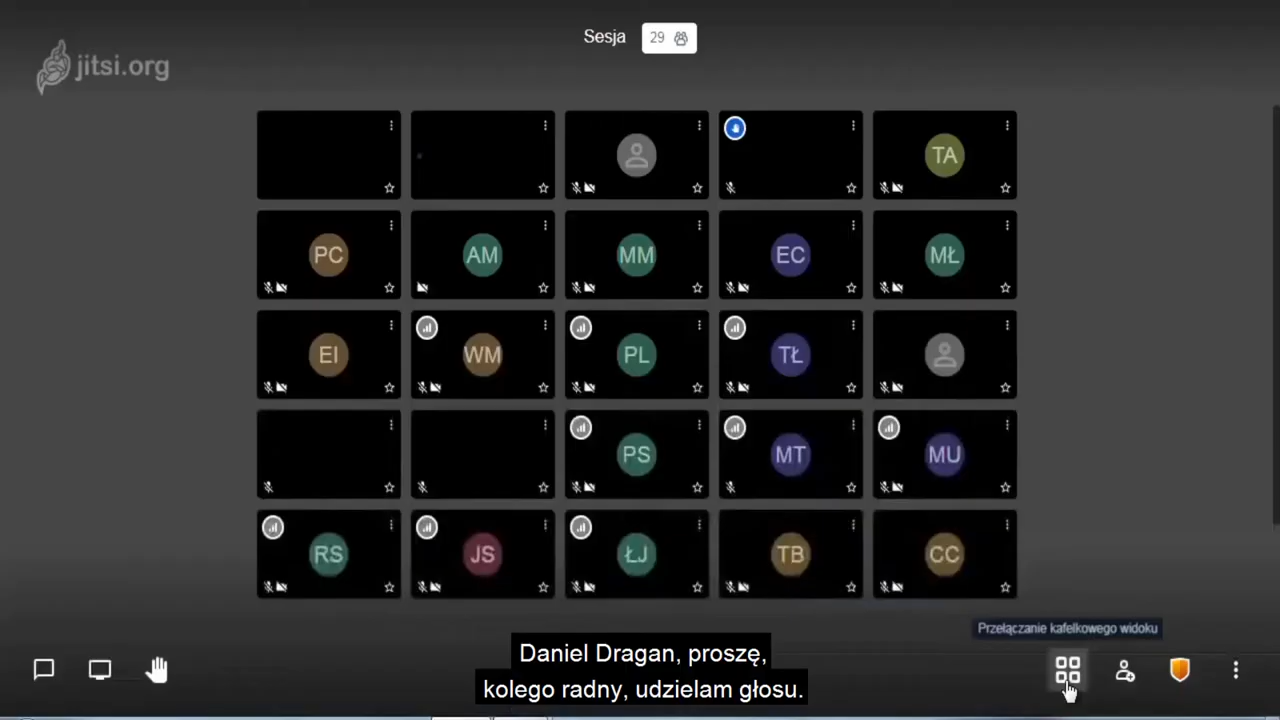 Sesja 29
jitsi.org
TA
PC AM MM EC MŁ
EI WM PL TŁ
PS MT MU
RS JS ŁJ TB CC
Przełączanie kafelkowego widoku
Daniel Dragan, proszę,
kolego radny, udzielam głosu.